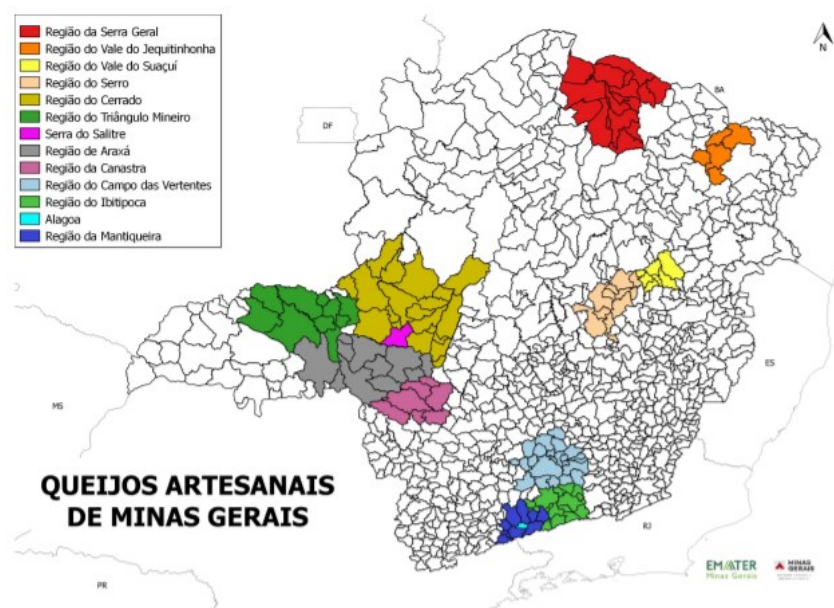 Região da Serra Geral
Região do Vale do Jequitinhonha
Região do Vale do Suaçuí
Região do Serro
Região do Cerrado
Região do Triângulo Mineiro
Serra do Salitre
Região de Araxá
Região da Canastra
Região do Campo das Vertentes
Região do Ibitipoca
Alagoa
Região da Mantiqueira
N
BA
DF
MG
ES
MS
QUEIJOS ARTESANAIS
DE MINAS GERAIS
RJ
PR
EMATER
Minas Gerais
MINAS
GERAIS